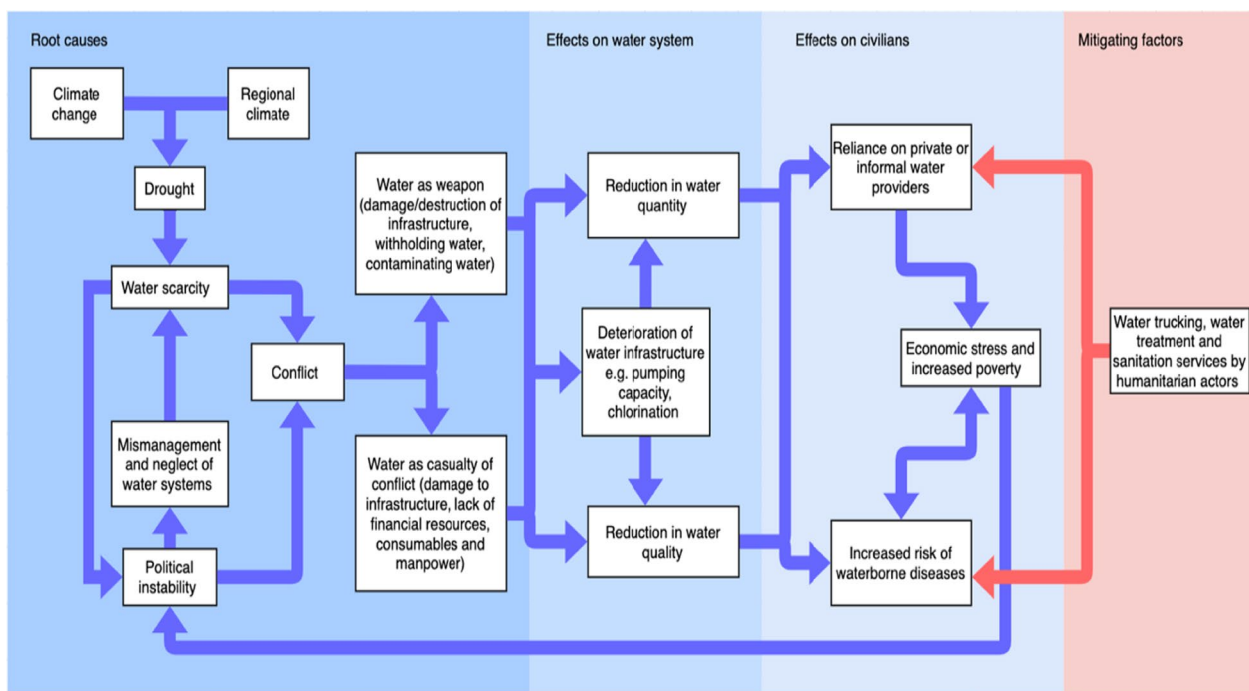 Root causes
Effects on water system
Effects on civilians
Mitigating factors
Climate
change
Regional
climate
Drought
Water scarcity
Conflict
Mismanagement
and neglect of
water systems
Political
instability
Water as weapon
(damage/destruction of
infrastructure,
withholding water,
contaminating water)
Water as casualty of
conflict (damage to
infrastructure, lack of
financial resources,
consumables and
manpower)
Reduction in water
quantity
Deterioration of
water infrastructure
e.g. pumping
capacity,
chlorination
Reduction in water
quality
Reliance on private or
informal water
providers
Economic stress and
increased poverty
Increased risk of
waterborne diseases
Water trucking, water
treatment and
sanitation services by
humanitarian actors